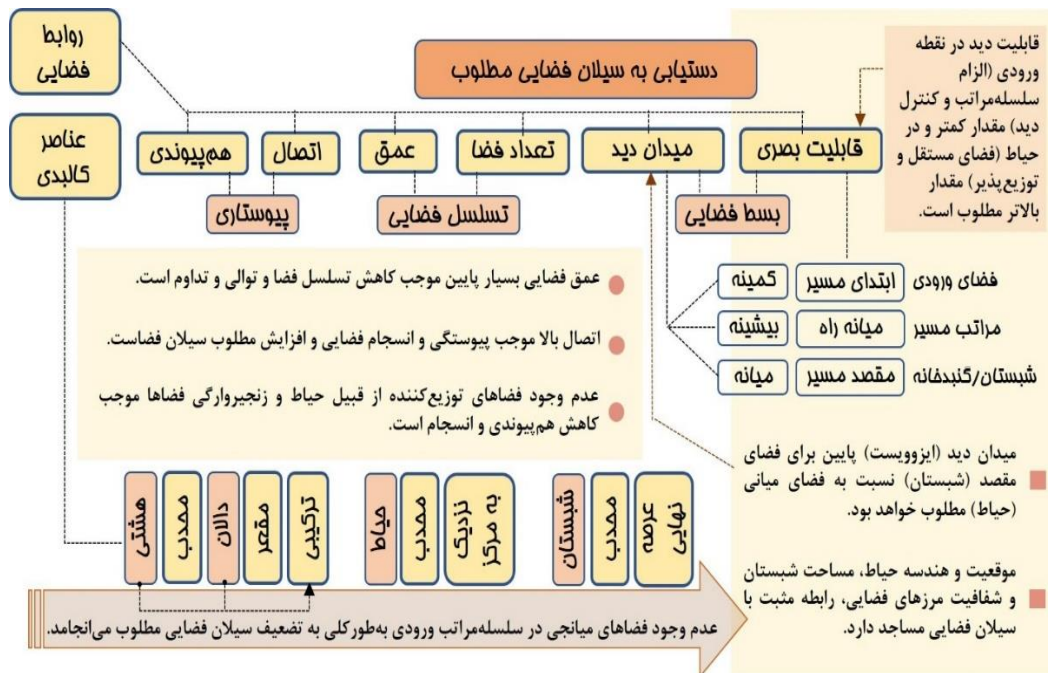 روابط
فضایی
دستیابی به سیلان فضایی مطلوب
قابلیت دید در نقطه
ورودی (الزام
سلسله‌مراتب و کنترل
دید) مقدار کمتر و در
حیاط (فضای مستقل و
توزیع‌پذیر) مقدار
بالاتر مطلوب است.
عناصر
کالبدی
قابلیت بصری
میدان دید
تعداد فضا
عمق
اتصال
هم‌پیوندی
بسط فضایی
تسلسل فضایی
پیوستاری
فضای ورودی
ابتدای مسیر
کمینه
مراتب مسیر
میانه راه
بیشینه
شبستان/گنبدخانه
مقصد مسیر
میانه
عمق فضایی بسیار پایین موجب کاهش تسلسل فضا و توالی و تداوم است.
اتصال بالا موجب پیوستگی و انسجام فضایی و افزایش مطلوب سیلان فضاست.
عدم وجود فضاهای توزیع‌کننده از قبیل حیاط و زنجیروارگی فضاها موجب
کاهش هم‌پیوندی و انسجام است.
میدان دید (ایزوویست) پایین برای فضای
مقصد (شبستان) نسبت به فضای میانی
(حیاط) مطلوب خواهد بود.
موقعیت و هندسه حیاط، مساحت شبستان
و شفافیت مرزهای فضایی، رابطه مثبت با
سیلان فضایی مساجد دارد.
هشتی
محدب
دالان
مقعر
ترکیبی
حیاط
محدب
نزدیک
به مرکز
شبستان
محدب
عرصه
نهایی
عدم وجود فضاهای میانجی در سلسله‌مراتب ورودی به‌طورکلی به تضعیف سیلان فضایی مطلوب می‌انجامد.